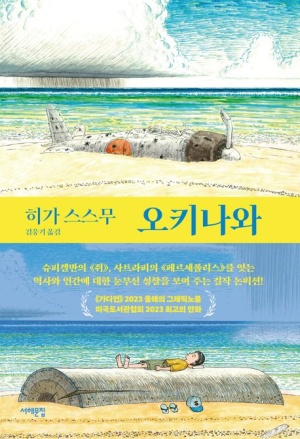 히가 스스무
오키나와
김웅기 옮김
슈피겔만의 《쥐》, 사트라피의 《페르세폴리스》를 잇는
역사와 인간에 대한 눈부신 성찰을 보여 주는 걸작 논픽션!
《가디언》 2023 올해의 그래픽노블
미국도서관협회 2023 최고의 만화
서해문집